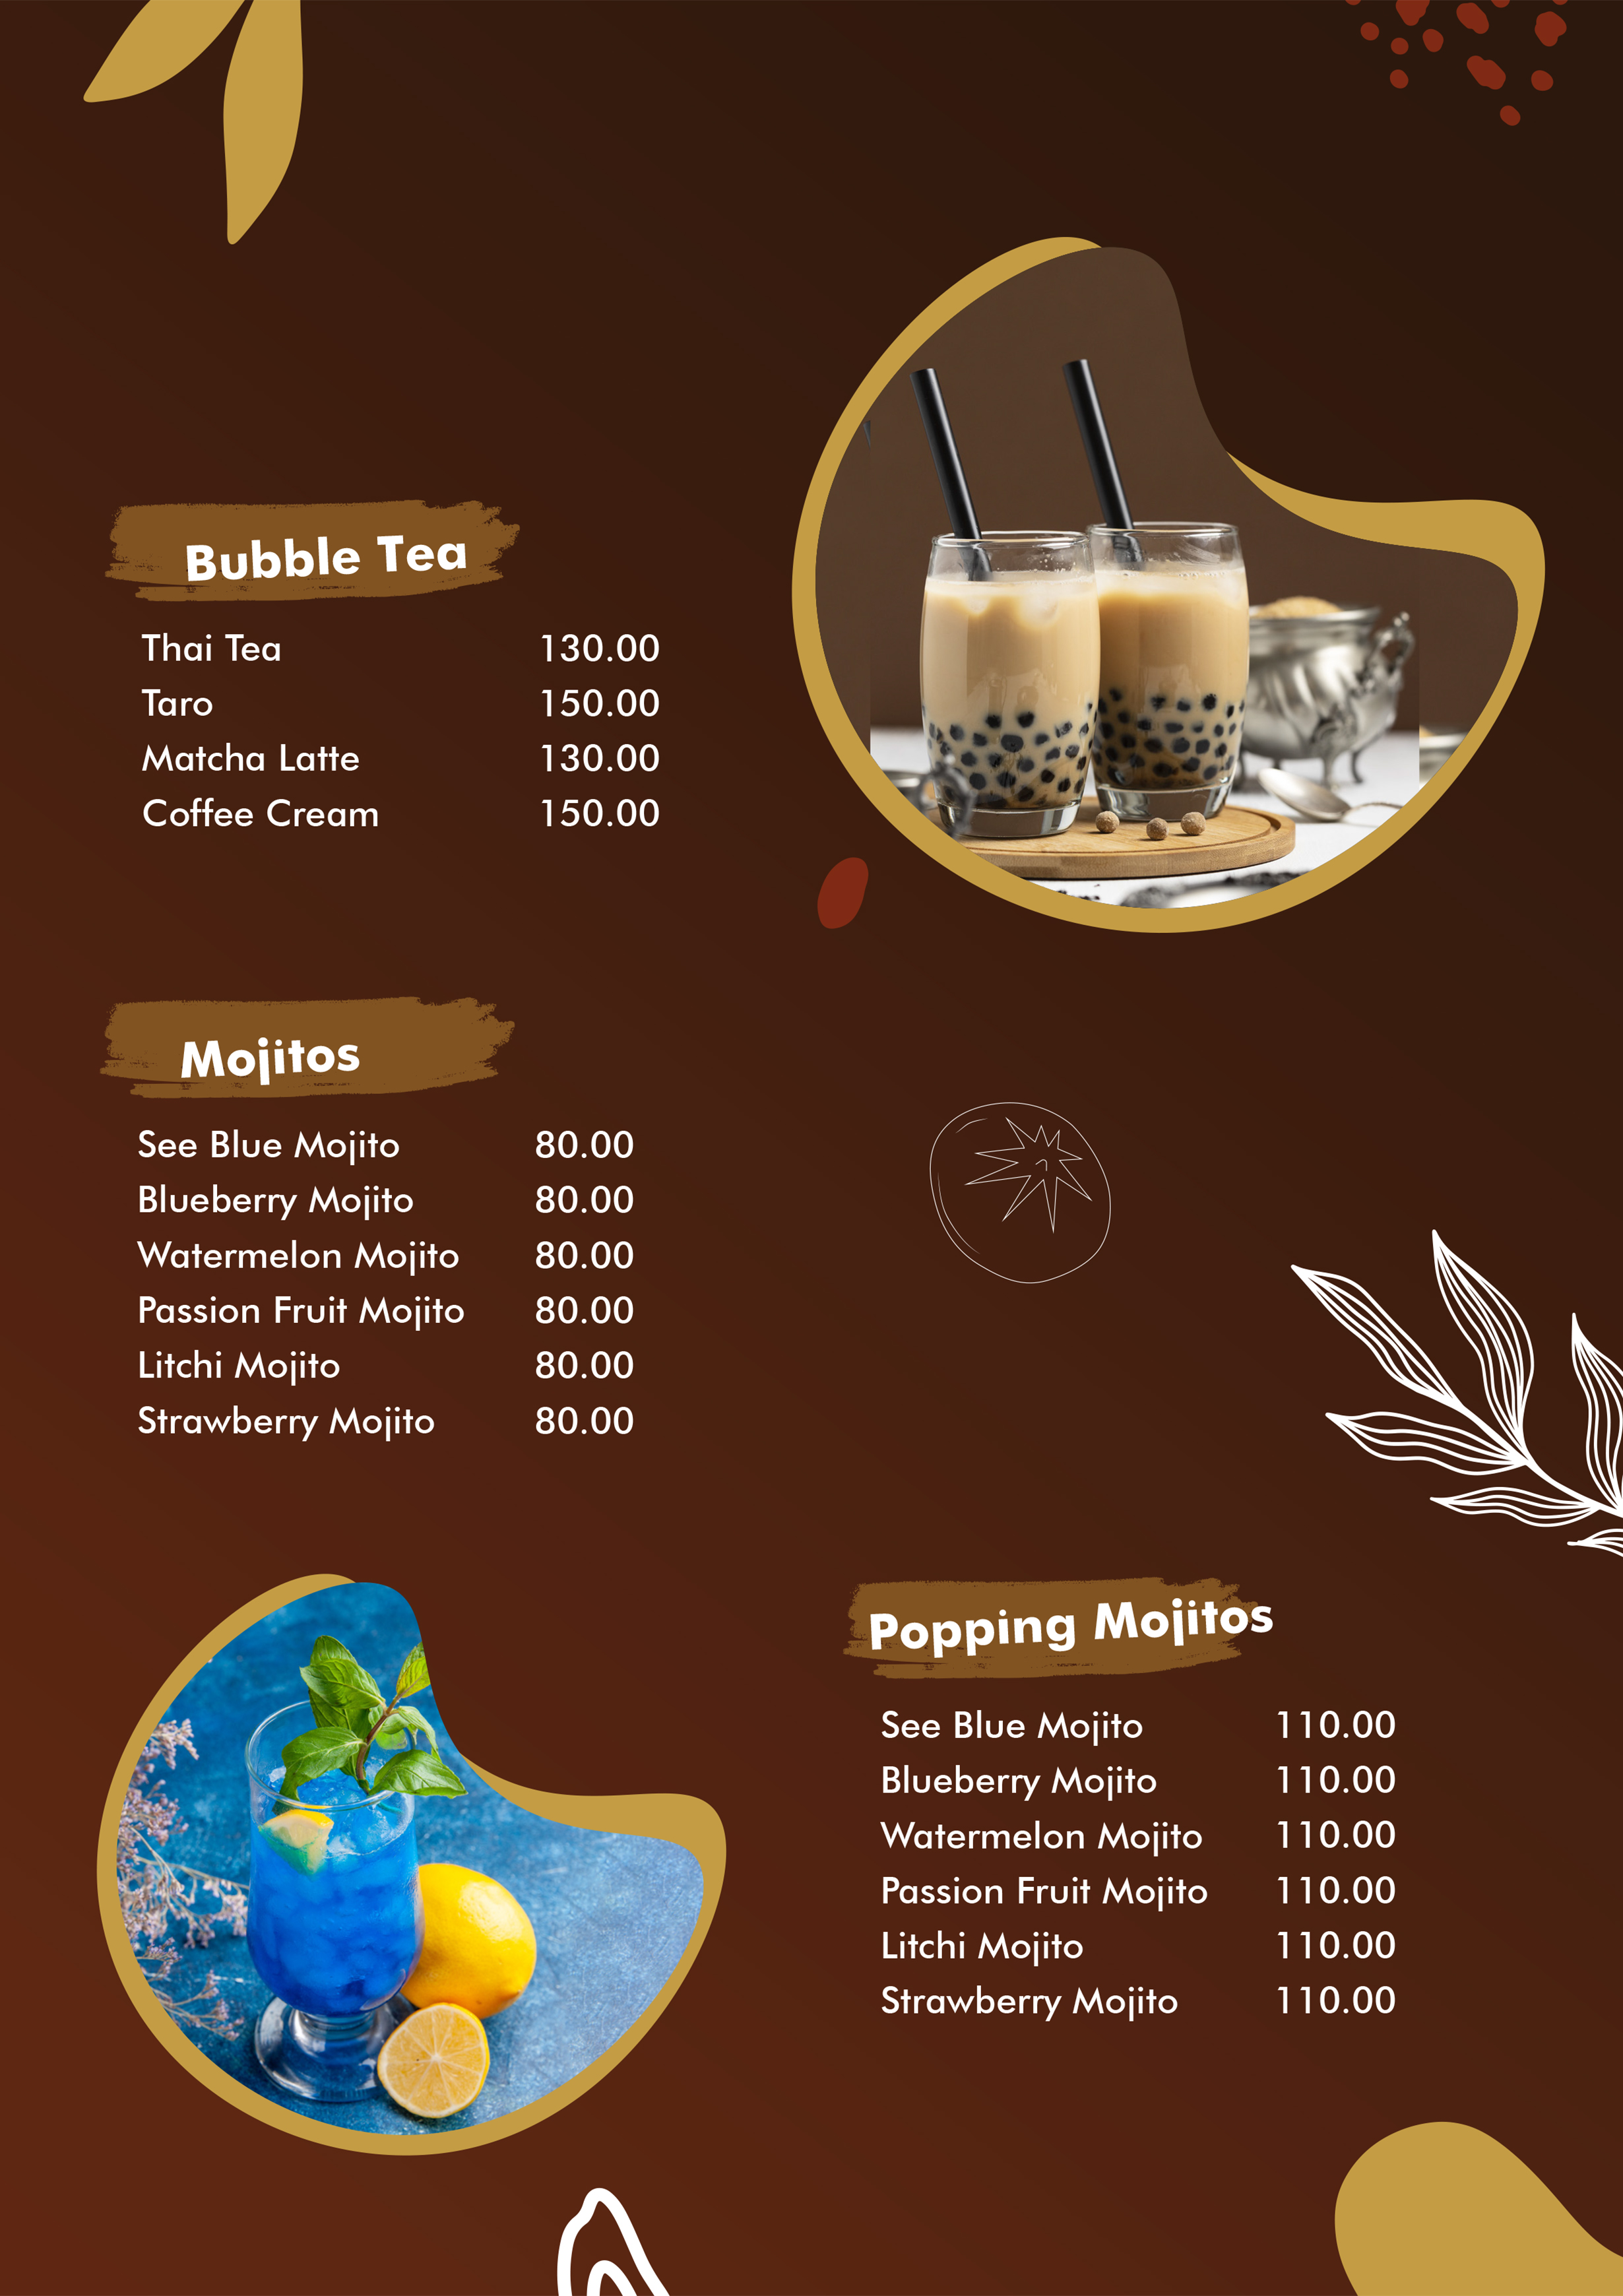 Bubble Tea
Thai Tea 130.00
Taro 150.00
Matcha Latte 130.00
Coffee Cream 150.00
Mojitos
See Blue Mojito 80.00
Blueberry Mojito 80.00
Watermelon Mojito 80.00
Passion Fruit Mojito 80.00
Litchi Mojito 80.00
Strawberry Mojito 80.00
Popping Mojitos
See Blue Mojito 110.00
Blueberry Mojito 110.00
Watermelon Mojito 110.00
Passion Fruit Mojito 110.00
Litchi Mojito 110.00
Strawberry Mojito 110.00